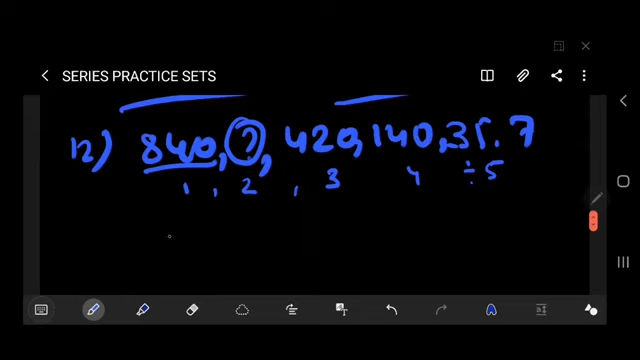 SERIES PRACTICE SETS
12) 840, ?, 420, 140, 35. 7
1, 2, 3 4 ÷5